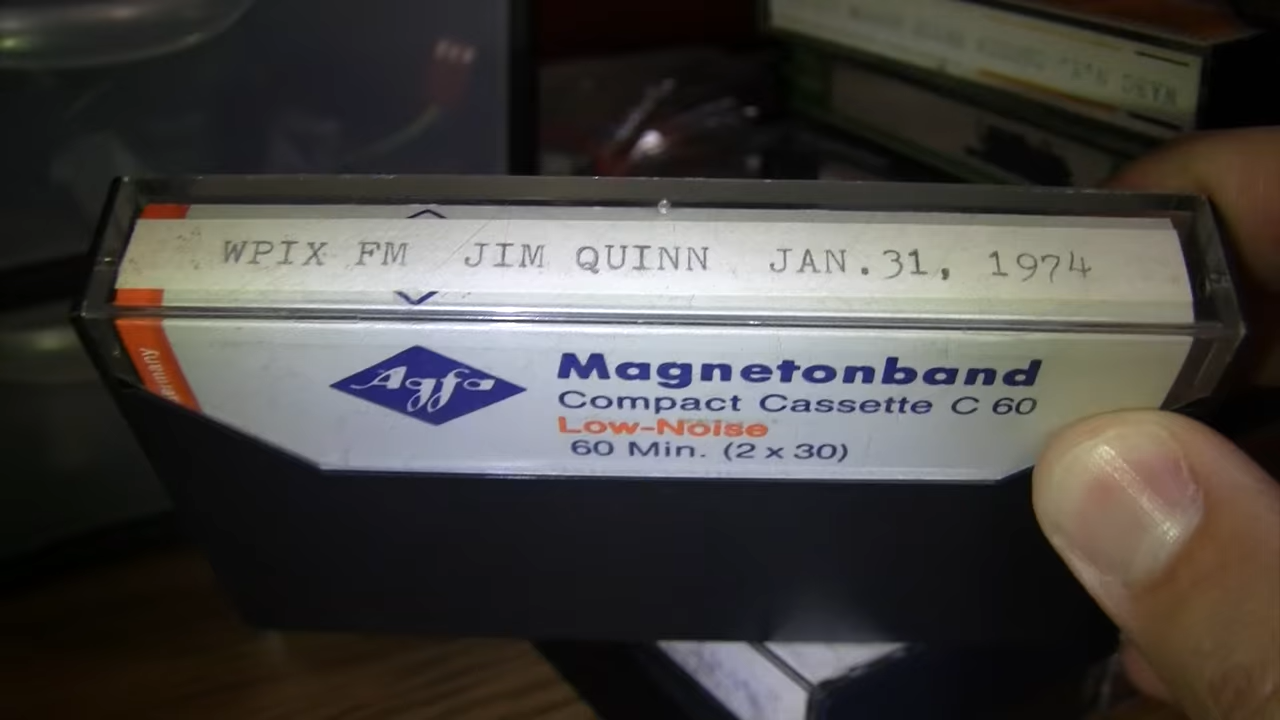 WPIX FM JIM QUINN JAN.31, 1974
Agfa
Magnetonband
Compact Cassette C 60
Low-Noise
60 Min. (2 x 30)